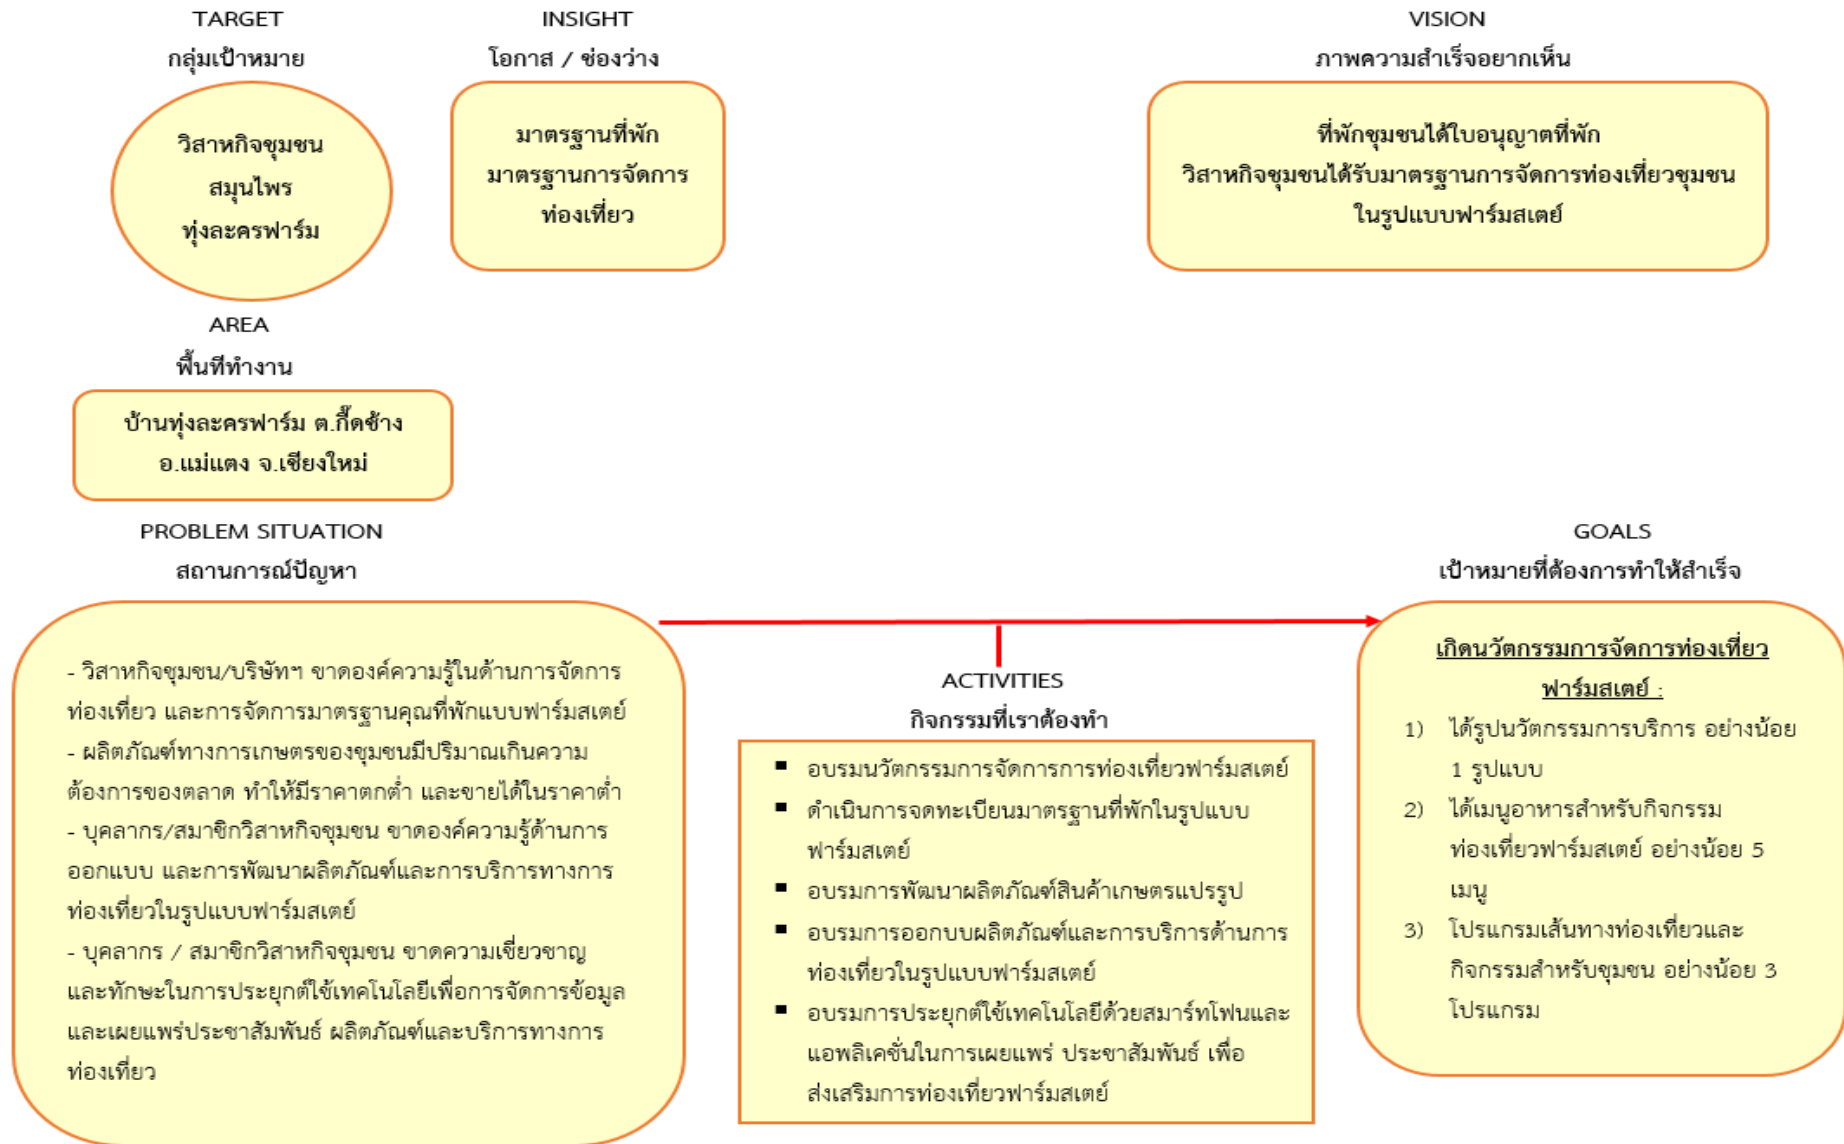 TARGET
กลุ่มเป้าหมาย
วิสาหกิจชุมชน
สมุนไพร
ทุ่งละครฟาร์ม
INSIGHT
โอกาส / ช่องว่าง
มาตรฐานที่พัก
มาตรฐานการจัดการ
ท่องเที่ยว
VISION
ภาพความสำเร็จอยากเห็น
ที่พักชุมชนได้ใบอนุญาตที่พัก
วิสาหกิจชุมชนได้รับมาตรฐานการจัดการท่องเที่ยวชุมชน
ในรูปแบบฟาร์มสเตย์
AREA
พื้นที่ทำงาน
บ้านทุ่งละครฟาร์ม ต.กื๊ดช้าง
อ.แม่แตง จ.เชียงใหม่
PROBLEM SITUATION
สถานการณ์ปัญหา
- วิสาหกิจชุมชน/บริษัทฯ ขาดองค์ความรู้ในด้านการจัดการ
ท่องเที่ยว และการจัดการมาตรฐานคุณที่พักแบบฟาร์มสเตย์
- ผลิตภัณฑ์ทางการเกษตรของชุมชนมีปริมาณเกินความ
ต้องการของตลาด ทำให้มีราคาตกต่ำ และขายได้ในราคาต่ำ
- บุคลากร/สมาชิกวิสาหกิจชุมชน ขาดองค์ความรู้ด้านการ
ออกแบบ และการพัฒนาผลิตภัณฑ์และการบริการทางการ
ท่องเที่ยวในรูปแบบฟาร์มสเตย์
- บุคลากร / สมาชิกวิสาหกิจชุมชน ขาดความเชี่ยวชาญ
และทักษะในการประยุกต์ใช้เทคโนโลยีเพื่อการจัดการข้อมูล
และเผยแพร่ประชาสัมพันธ์ ผลิตภัณฑ์และบริการทางการ
ท่องเที่ยว
ACTIVITIES
กิจกรรมที่เราต้องทำ
▪ อบรมนวัตกรรมการจัดการการท่องเที่ยวฟาร์มสเตย์
▪ ดำเนินการจดทะเบียนมาตรฐานที่พักในรูปแบบ
ฟาร์มสเตย์
▪ อบรมการพัฒนาผลิตภัณฑ์สินค้าเกษตรแปรรูป
▪ อบรมการออกบบผลิตภัณฑ์และการบริการด้านการ
ท่องเที่ยวในรูปแบบฟาร์มสเตย์
▪ อบรมการประยุกต์ใช้เทคโนโลยีด้วยสมาร์ทโฟนและ
แอพลิเคชั่นในการเผยแพร่ ประชาสัมพันธ์ เพื่อ
ส่งเสริมการท่องเที่ยวฟาร์มสเตย์
GOALS
เป้าหมายที่ต้องการทำให้สำเร็จ
เกิดนวัตกรรมการจัดการท่องเที่ยว
ฟาร์มสเตย์ :
1) ได้รูปนวัตกรรมการบริการ อย่างน้อย
1 รูปแบบ
2) ได้เมนูอาหารสำหรับกิจกรรม
ท่องเที่ยวฟาร์มสเตย์ อย่างน้อย 5
เมนู
3) โปรแกรมเส้นทางท่องเที่ยวและ
กิจกรรมสำหรับชุมชน อย่างน้อย 3
โปรแกรม